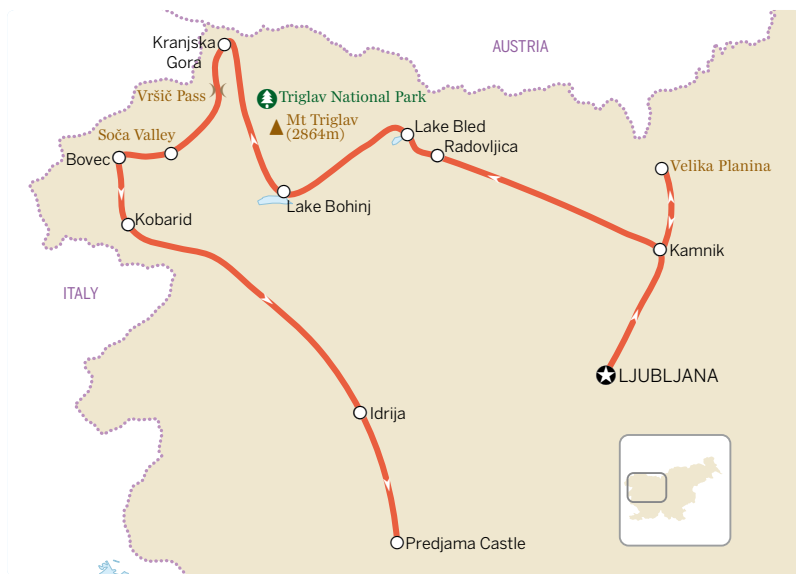 AUSTRIA
Kranjska
Gora
Vršič Pass
Triglav National Park
Mt Triglav
(2864m)
Soča Valley
Lake Bled
Radovljica
Bovec
Velika Planina
Lake Bohinj
Kobarid
Kamnik
ITALY
LJUBLJANA
Idrija
Predjama Castle